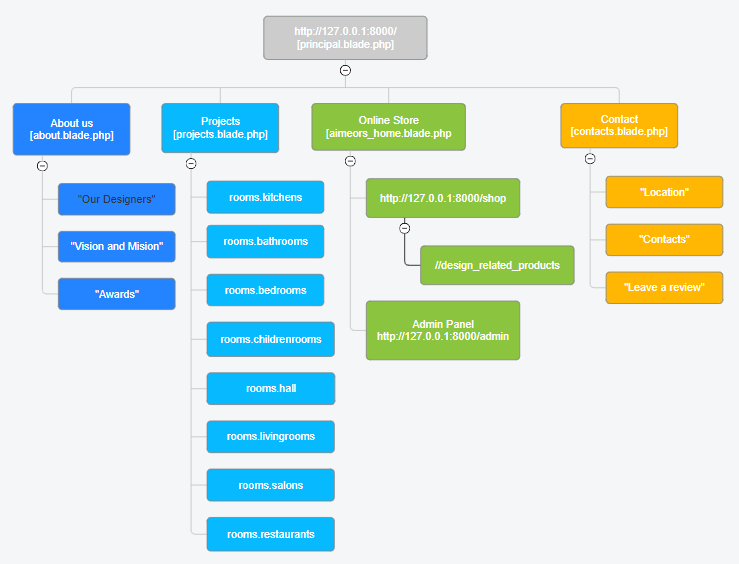 http://127.0.0.1:8000/
[principal.blade.php]
About us
[about.blade.php]
Projects
[projects.blade.php]
Online Store
[aimeors_home.blade.php
Contact
[contacts.blade.php]
"Our Designers"
"Vision and Mision"
"Awards"
rooms.kitchens
rooms.bathrooms
rooms.bedrooms
rooms.childrenrooms
rooms.hall
rooms.livingrooms
rooms.salons
rooms.restaurants
http://127.0.0.1:8000/shop
//design_related_products
Admin Panel
http://127.0.0.1:8000/admin
"Location"
"Contacts"
"Leave a review"